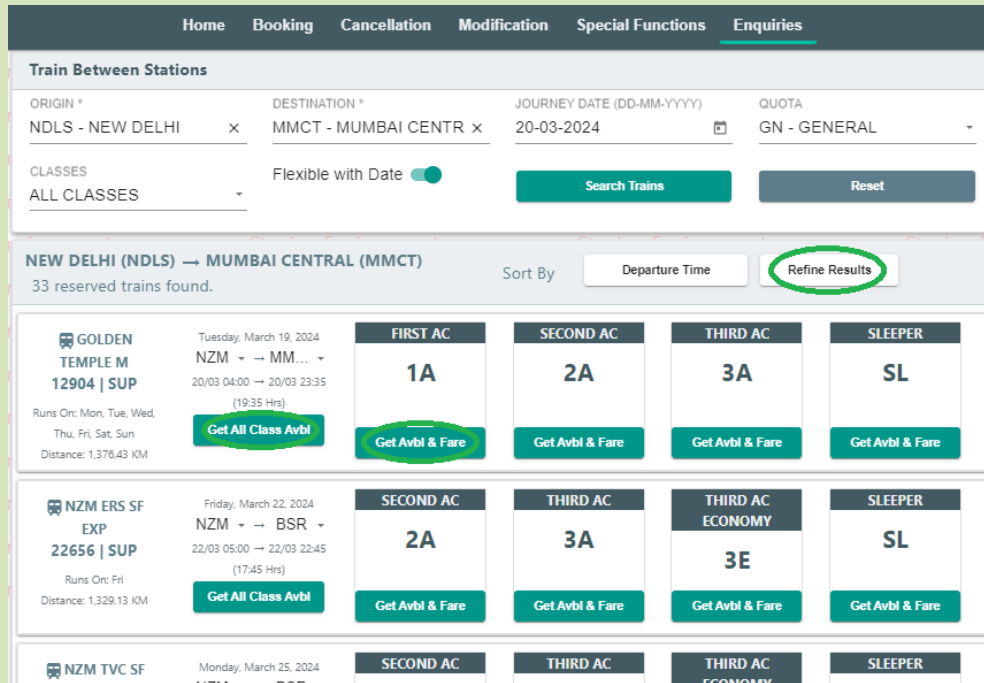 Home Booking Cancellation Modification Special Functions Enquiries
Train Between Stations
ORIGIN * DESTINATION * JOURNEY DATE (DD-MM-YYYY) QUOTA
NDLS - NEW DELHI × MMCT - MUMBAI CENTR × 20-03-2024 GN - GENERAL
CLASSES
ALL CLASSES
Flexible with Date
Search Trains Reset
NEW DELHI (NDLS) → MUMBAI CENTRAL (MMCT)
33 reserved trains found.
Sort By Departure Time Refine Results
GOLDEN
TEMPLE M
12904 | SUP
Runs On: Mon, Tue, Wed,
Thu, Fri, Sat, Sun
Distance: 1,376.43 KM
Tuesday, March 19, 2024
NZM → MM...
20/03 04:00 → 20/03 23:35
(19:35 Hrs)
Get All Class Avbl
FIRST AC
1A
Get Avbl & Fare
SECOND AC
2A
Get Avbl & Fare
THIRD AC
3A
Get Avbl & Fare
SLEEPER
SL
Get Avbl & Fare
NZM ERS SF
EXP
22656 | SUP
Runs On: Fri
Distance: 1,329.13 KM
Friday, March 22, 2024
NZM → BSR
22/03 05:00 → 22/03 22:45
(17:45 Hrs)
Get All Class Avbl
SECOND AC
2A
Get Avbl & Fare
THIRD AC
3A
Get Avbl & Fare
THIRD AC
ECONOMY
3E
Get Avbl & Fare
SLEEPER
SL
Get Avbl & Fare
NZM TVC SF
Monday, March 25, 2024
SECOND AC
THIRD AC
THIRD AC
SLEEPER